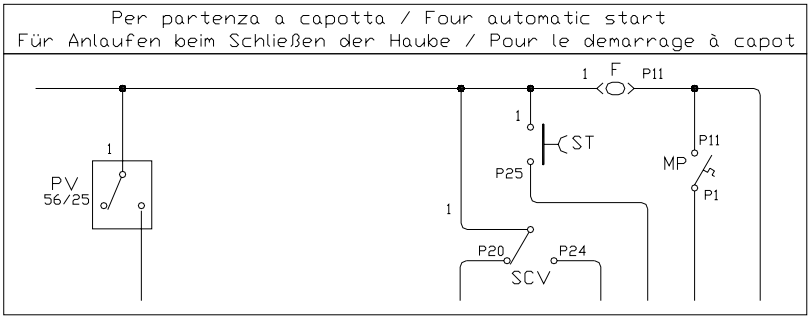 Per partenza a capotta / Four automatic start
Für Anlaufen beim Schließen der Haube / Pour le demarrage à capot
1 F P11
1
ST
P11
1
MP
PV
56/25
P25
P1
1
P20
P24
SCV